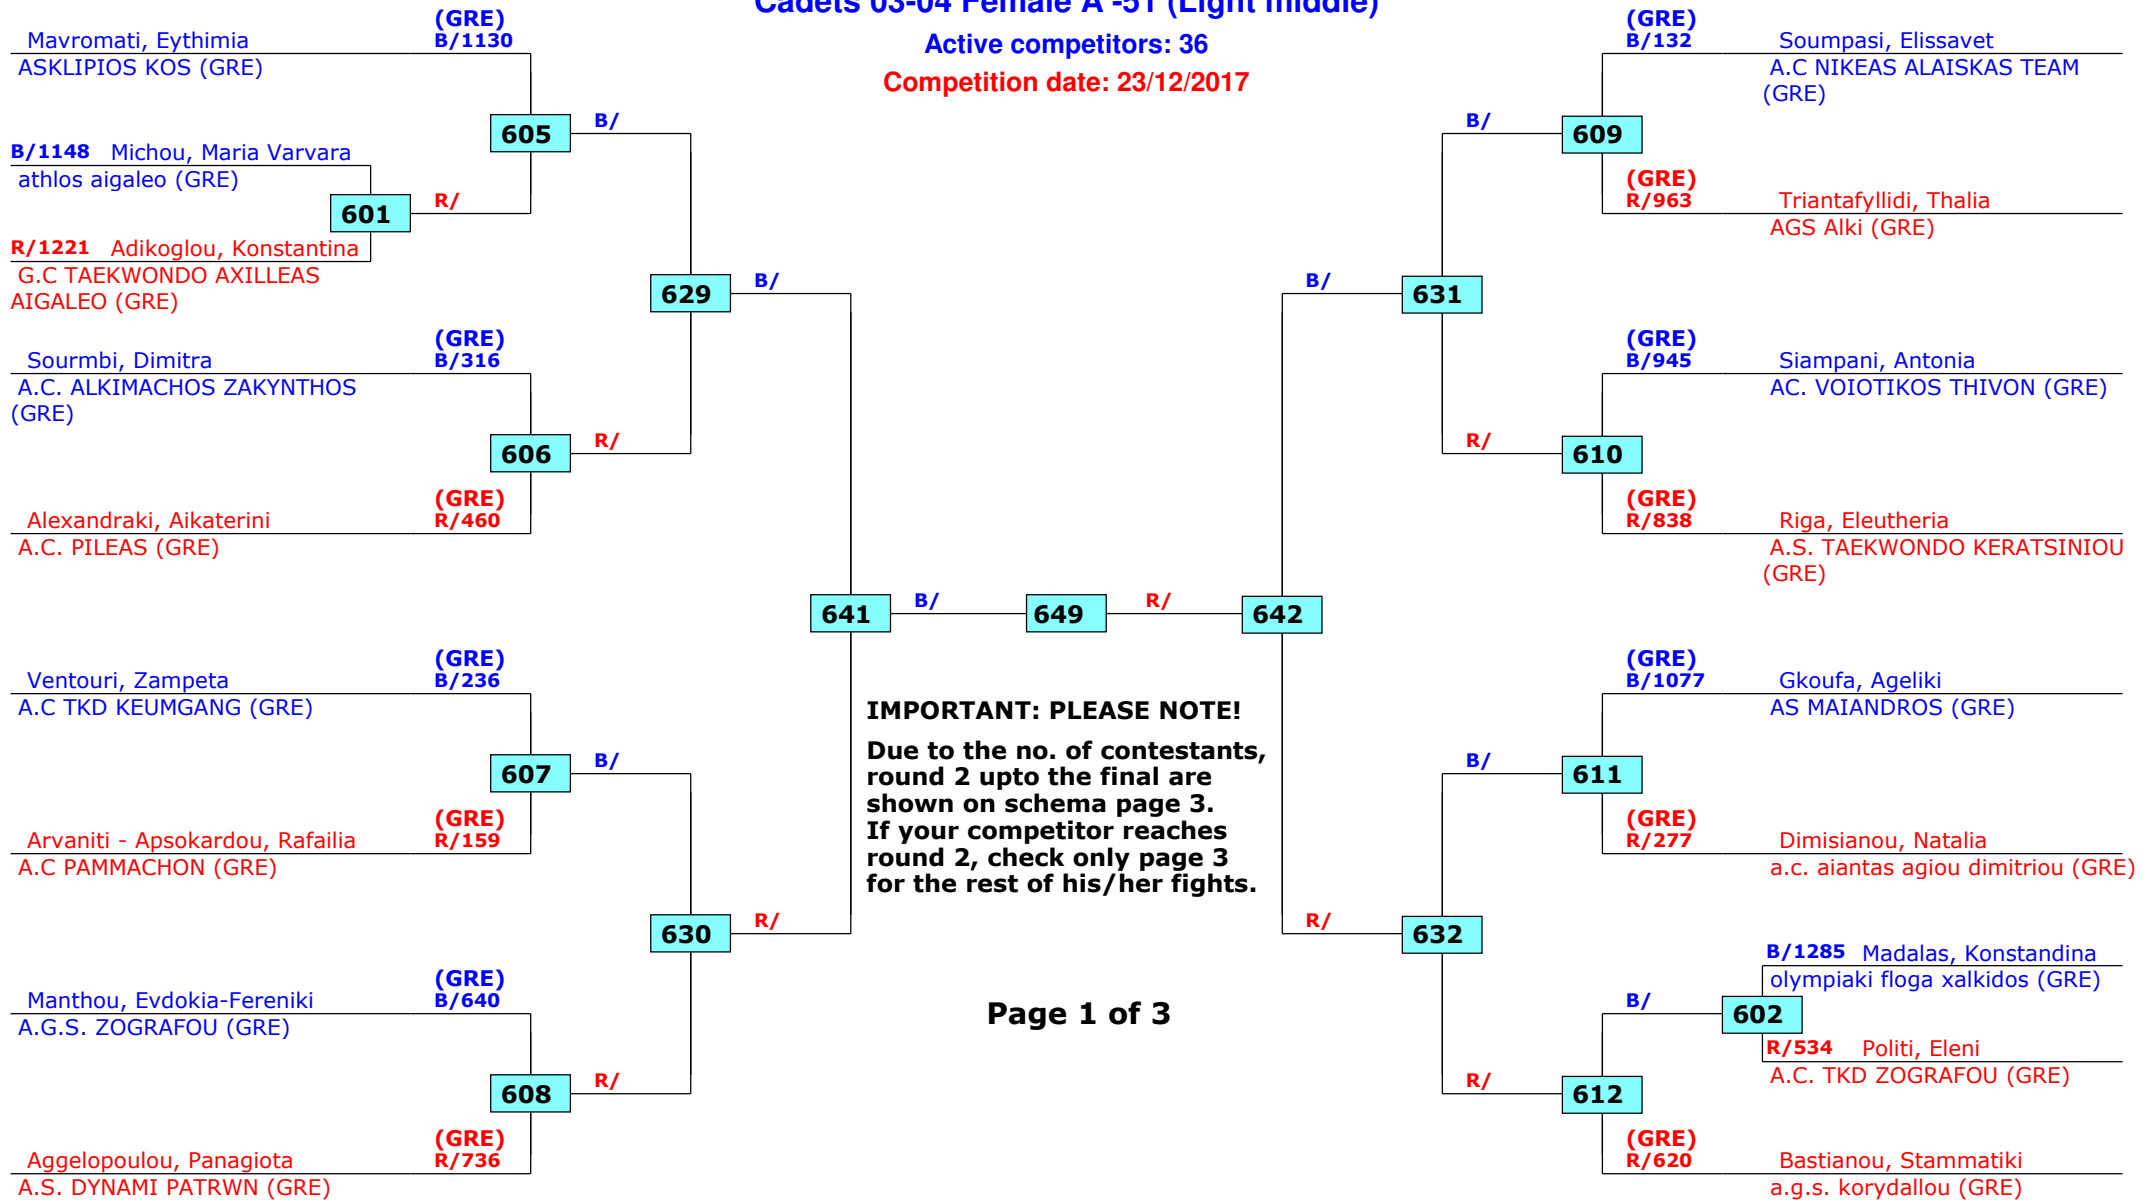 Cadets 03-04 Female A -51 (Light middle)
Active competitors: 36
Competition date: 23/12/2017
(GRE)
Mavromati, Eythimia B/1130
ASKLIPIOS KOS (GRE)
605
B/
B/1148 Michou, Maria Varvara
athlos aigaleo (GRE)
601
R/
R/1221 Adikoglou, Konstantina
G.C TAEKWONDO AXILLEAS
AIGALEO (GRE)
629
B/
(GRE)
Sourmbi, Dimitra B/316
A.C. ALKIMACHOS ZAKYNTHOS
(GRE)
606
R/
(GRE)
Alexandraki, Aikaterini R/460
A.C. PILEAS (GRE)
641
B/
649
R/
642
(GRE)
Ventouri, Zampeta B/236
A.C TKD KEUMGANG (GRE)
607
B/
(GRE)
Arvaniti - Apsokardou, Rafailia R/159
A.C PAMMACHON (GRE)
630
R/
(GRE)
Manthou, Evdokia-Fereniki B/640
A.G.S. ZOGRAFOU (GRE)
608
R/
(GRE)
Aggelopoulou, Panagiota R/736
A.S. DYNAMI PATRWN (GRE)
IMPORTANT: PLEASE NOTE!
Due to the no. of contestants,
round 2 upto the final are
shown on schema page 3.
If your competitor reaches
round 2, check only page 3
for the rest of his/her fights.
Page 1 of 3
(GRE)
B/132 Soumpasi, Elissavet
A.C NIKEAS ALAISKAS TEAM
(GRE)
B/
609
(GRE)
R/963 Triantafyllidi, Thalia
AGS Alki (GRE)
B/
631
(GRE)
B/945 Siampani, Antonia
AC. VOIOTIKOS THIVON (GRE)
R/
610
(GRE)
R/838 Riga, Eleutheria
A.S. TAEKWONDO KERATSINIOU
(GRE)
(GRE)
B/1077 Gkoufa, Ageliki
AS MAIANDROS (GRE)
B/
611
(GRE)
R/277 Dimisianou, Natalia
a.c. aiantas agiou dimitriou (GRE)
R/
632
B/1285 Madalas, Konstandina
olympiaki floga xalkidos (GRE)
B/
602
R/534 Politi, Eleni
A.C. TKD ZOGRAFOU (GRE)
R/
612
(GRE)
R/620 Bastianou, Stammatiki
a.g.s. korydallou (GRE)